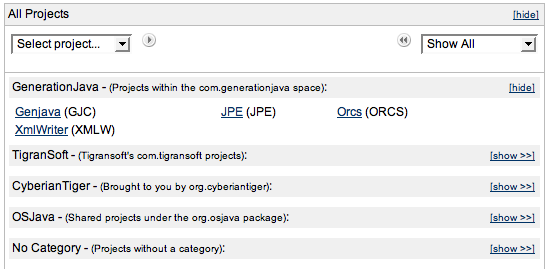 All Projects [hide]
Select project... Show All
GenerationJava - (Projects within the com.generationjava space): [hide]
Genjava (GJC) JPE (JPE) Orcs (ORCS)
XmlWriter (XMLW)
TigranSoft - (Tigransoft's com.tigransoft projects): [show >>]
CyberianTiger - (Brought to you by org.cyberiantiger): [show >>]
OSJava - (Shared projects under the org.osjava package): [show >>]
No Category - (Projects without a category): [show >>]